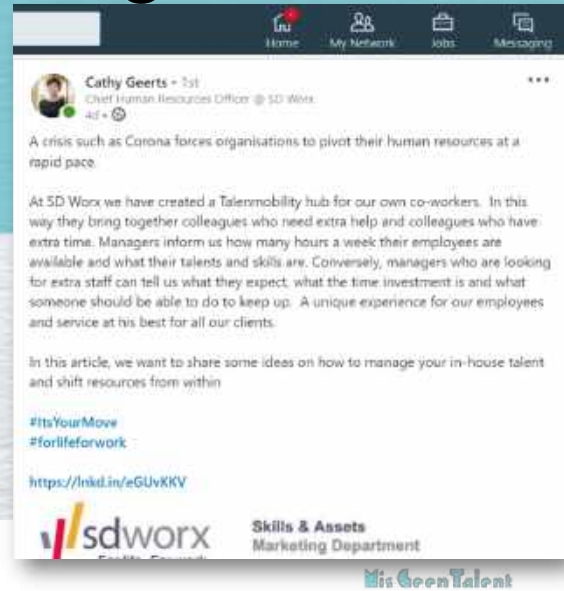 Home My Network Jobs Messaging
Cathy Geerts • 1st
Chief Human Resources Officer @ SD Worx
4d •
A crisis such as Corona forces organisations to pivot their human resources at a
rapid pace.
At SD Worx we have created a Talenmobility hub for our own co-workers. In this
way they bring together colleagues who need extra help and colleagues who have
extra time. Managers inform us how many hours a week their employees are
available and what their talents and skills are. Conversely, managers who are looking
for extra staff can tell us what they expect, what the time investment is and what
someone should be able to do to keep up. A unique experience for our employees
and service at his best for all our clients.
In this article, we want to share some ideas on how to manage your in-house talent
and shift resources from within
#ItsYourMove
#forlifeforwork
https://lnkd.in/eGUvKKV
sdworx
Skills & Assets
Marketing Department
Mis Geen Talent